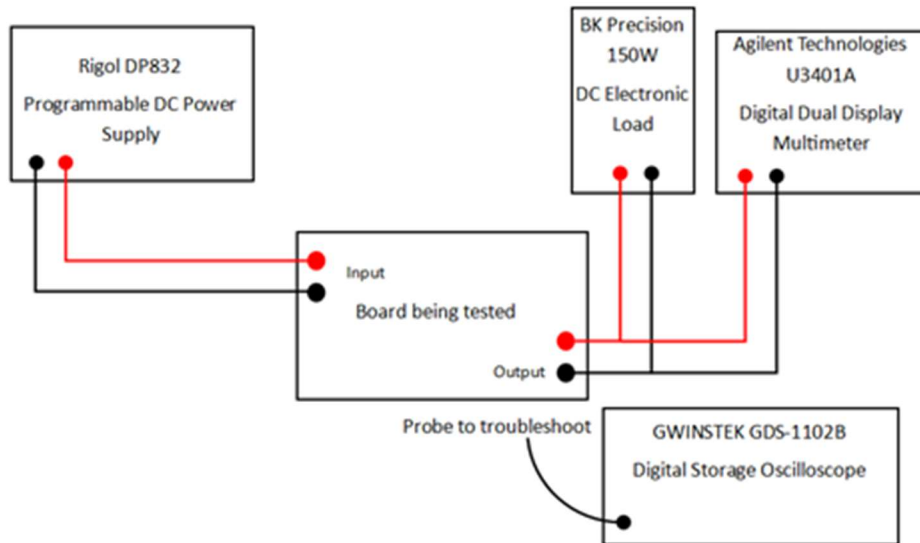 Rigol DP832
Programmable DC Power
Supply
BK Precision
150W
DC Electronic
Load
Agilent Technologies
U3401A
Digital Dual Display
Multimeter
Input
Board being tested
Output
Probe to troubleshoot
GWINSTEK GDS-1102B
Digital Storage Oscilloscope